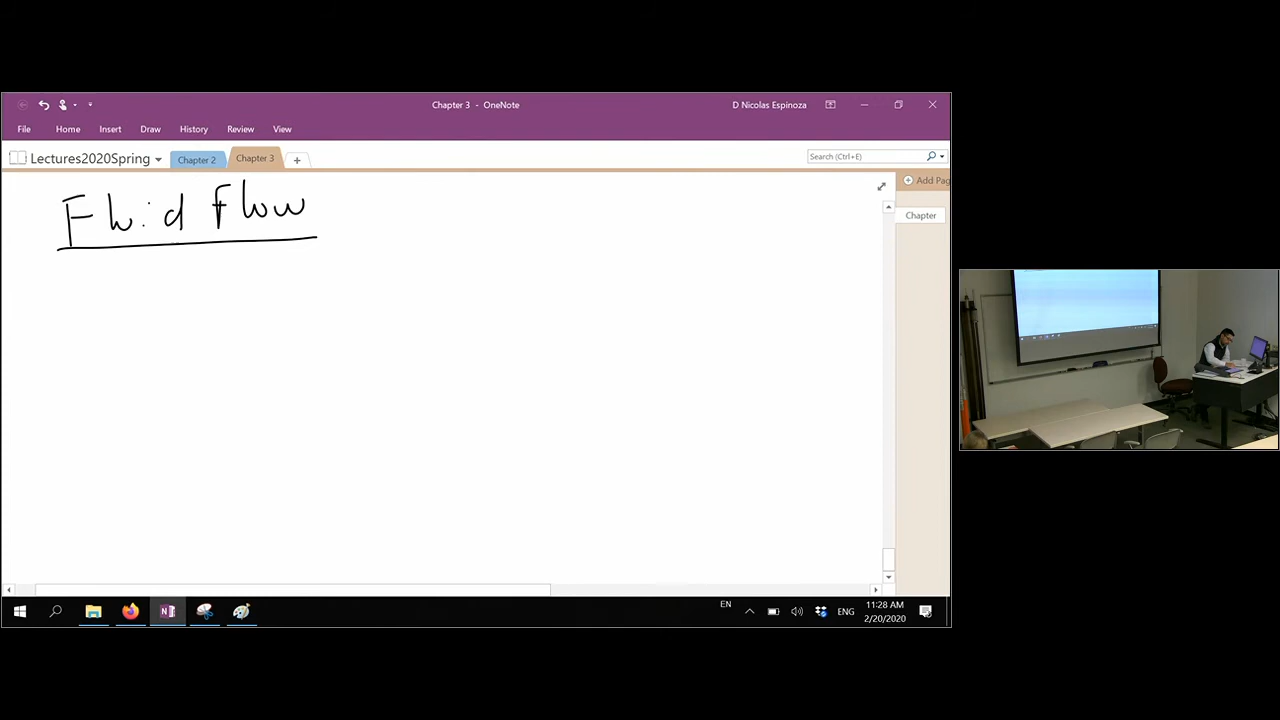 Chapter 3 - OneNote
D Nicolas Espinoza
File Home Insert Draw History Review View
Lectures2020Spring Chapter 2 Chapter 3 +
Search (Ctrl+E)
Add Pag
Chapter
Fluid Flow
EN
ENG
11:28 AM
2/20/2020